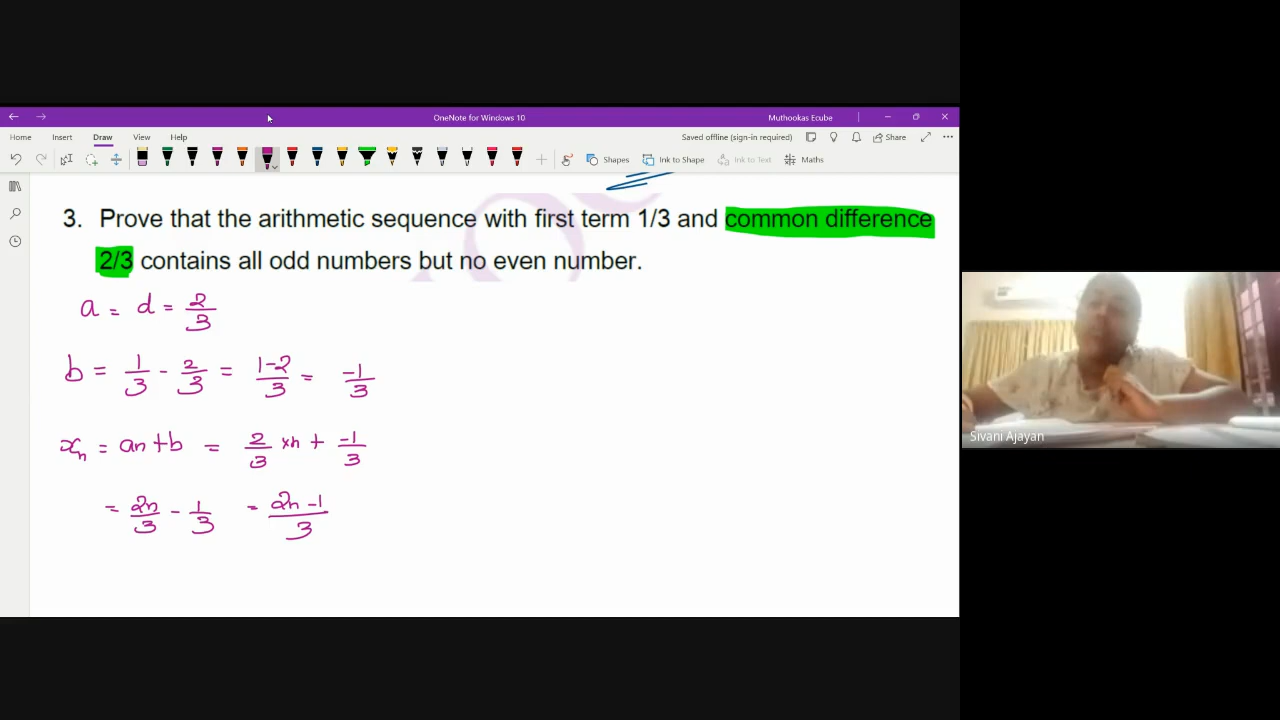 OneNote for Windows 10
Muthookas Ecube
Home Insert Draw View Help
Saved offline (sign-in required) Share
Shapes Ink to Shape Ink to Text Maths
3. Prove that the arithmetic sequence with first term 1/3 and common difference
2/3 contains all odd numbers but no even number.
a = d = 2/3
b = 1/3 - 2/3 = 1-2/3 = -1/3
xn = an + b = 2/3 × n + -1/3
= 2n/3 - 1/3 = 2n-1/3
Sivani Ajayan